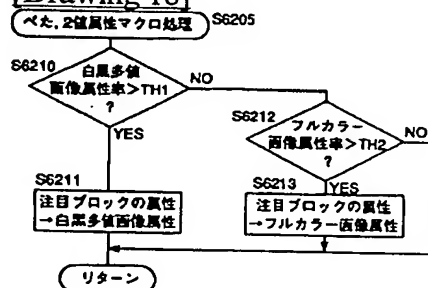 [Drawing 10]
べた,2値属性マクロ処理
S6205
S6210
白黒多値
画像属性率>TH1
?
NO
YES
S6212
フルカラー
画像属性率>TH2
?
NO
YES
S6211
注目ブロックの属性
→白黒多値画像属性
S6213
注目ブロックの属性
→フルカラー画像属性
リターン